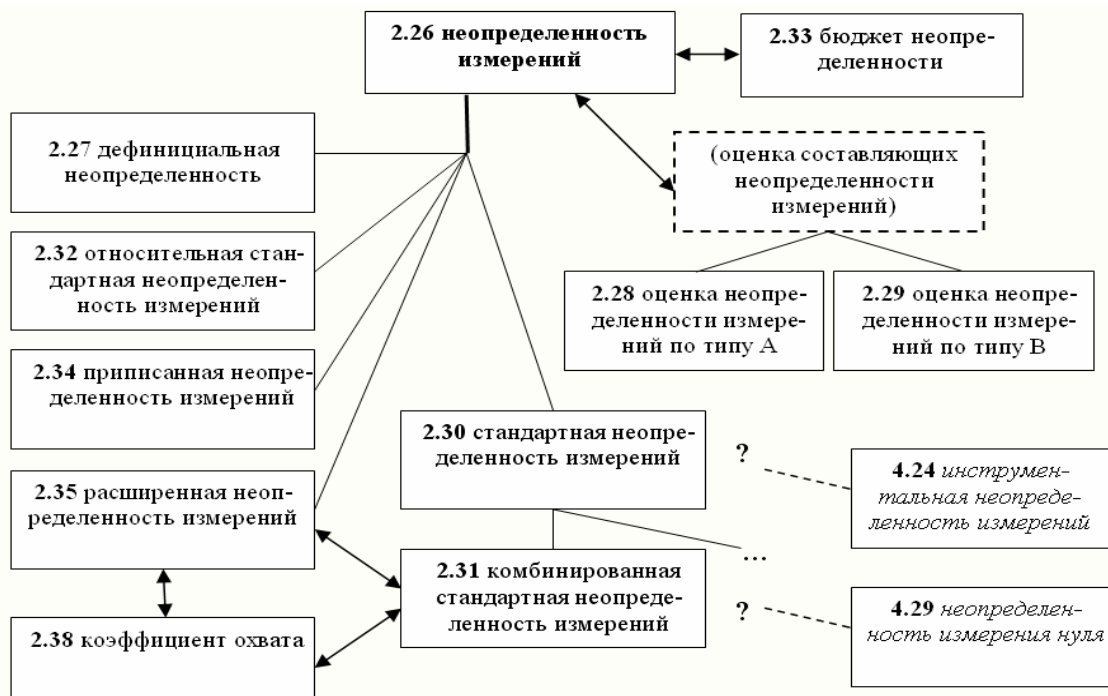 2.26 неопределенность
измерений
2.33 бюджет неопре-
деленности
2.27 дефинициальная
неопределенность
(оценка составляющих
неопределенности
измерений)
2.32 относительная стан-
дартная неопределен-
ность измерений
2.28 оценка неопре-
деленности измере-
ний по типу А
2.29 оценка неопре-
деленности измере-
ний по типу В
2.34 приписанная неопре-
деленность измерений
2.30 стандартная неопре-
деленность измерений
?
4.24 инструмен-
тальная неопреде-
ленность измерений
2.35 расширенная неоп-
ределенность измерений
...
2.31 комбинированная
стандартная неопреде-
ленность измерений
?
4.29 неопределен-
ность измерения нуля
2.38 коэффициент охвата